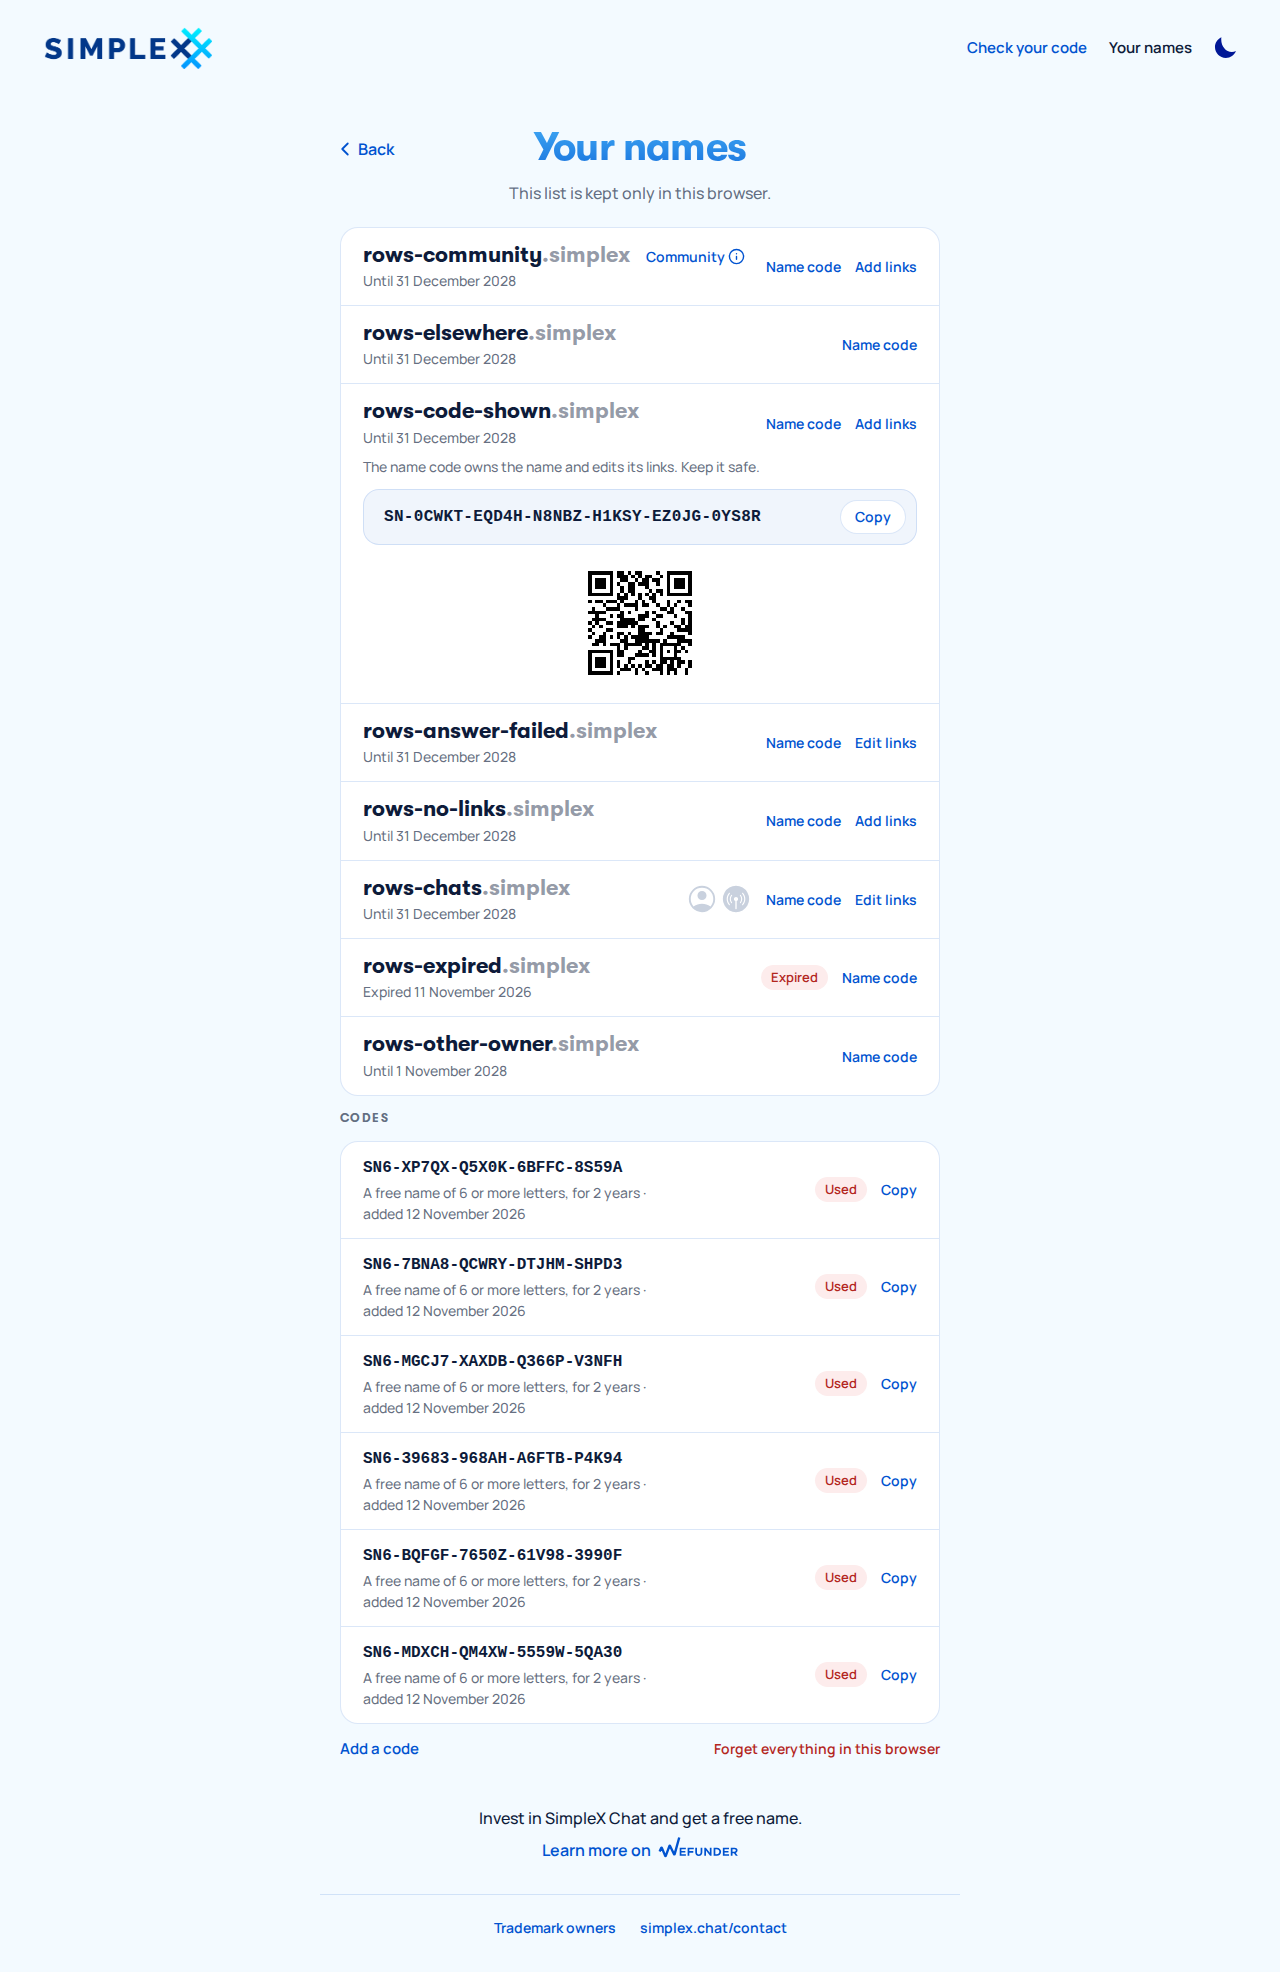 SIMPLEX
Check your code
Your names
Back
Your names
This list is kept only in this browser.
rows-community.simplex
Community
Until 31 December 2028
Name code
Add links
rows-elsewhere.simplex
Until 31 December 2028
Name code
rows-code-shown.simplex
Until 31 December 2028
Name code
Add links
The name code owns the name and edits its links. Keep it safe.
SN-0CWKT-EQD4H-N8NBZ-H1KSY-EZ0JG-0YS8R
Copy
rows-answer-failed.simplex
Until 31 December 2028
Name code
Edit links
rows-no-links.simplex
Until 31 December 2028
Name code
Add links
rows-chats.simplex
Until 31 December 2028
Name code
Edit links
rows-expired.simplex
Expired 11 November 2026
Expired
Name code
rows-other-owner.simplex
Until 1 November 2028
Name code
CODES
SN6-XP7QX-Q5X0K-6BFFC-8S59A
A free name of 6 or more letters, for 2 years ·
added 12 November 2026
Used
Copy
SN6-7BNA8-QCWRY-DTJHM-SHPD3
A free name of 6 or more letters, for 2 years ·
added 12 November 2026
Used
Copy
SN6-MGCJ7-XAXDB-Q366P-V3NFH
A free name of 6 or more letters, for 2 years ·
added 12 November 2026
Used
Copy
SN6-39683-968AH-A6FTB-P4K94
A free name of 6 or more letters, for 2 years ·
added 12 November 2026
Used
Copy
SN6-BQFGF-7650Z-61V98-3990F
A free name of 6 or more letters, for 2 years ·
added 12 November 2026
Used
Copy
SN6-MDXCH-QM4XW-5559W-5QA30
A free name of 6 or more letters, for 2 years ·
added 12 November 2026
Used
Copy
Add a code
Forget everything in this browser
Invest in SimpleX Chat and get a free name.
Learn more on WEFUNDER
Trademark owners
simplex.chat/contact